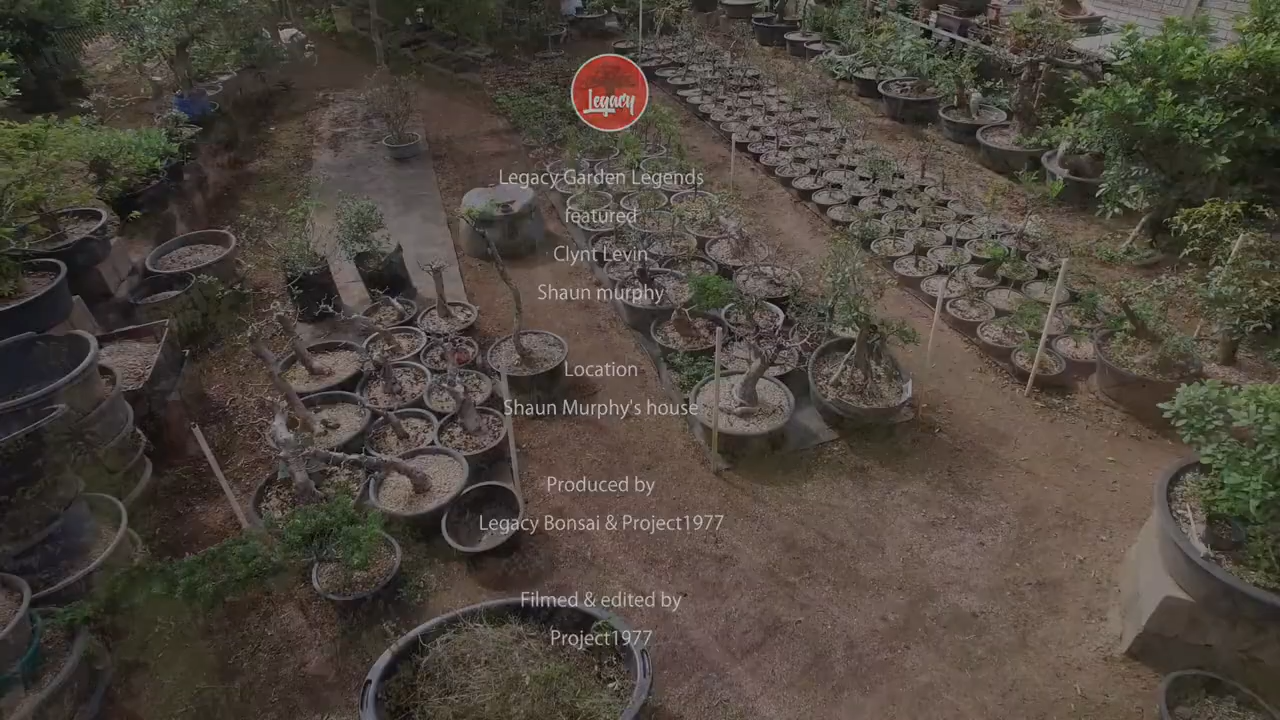 Legacy
Legacy Garden Legends
featured
Clynt Levin
Shaun murphy
Location
Shaun Murphy's house
Produced by
Legacy Bonsai & Project1977
Filmed & edited by
Project1977